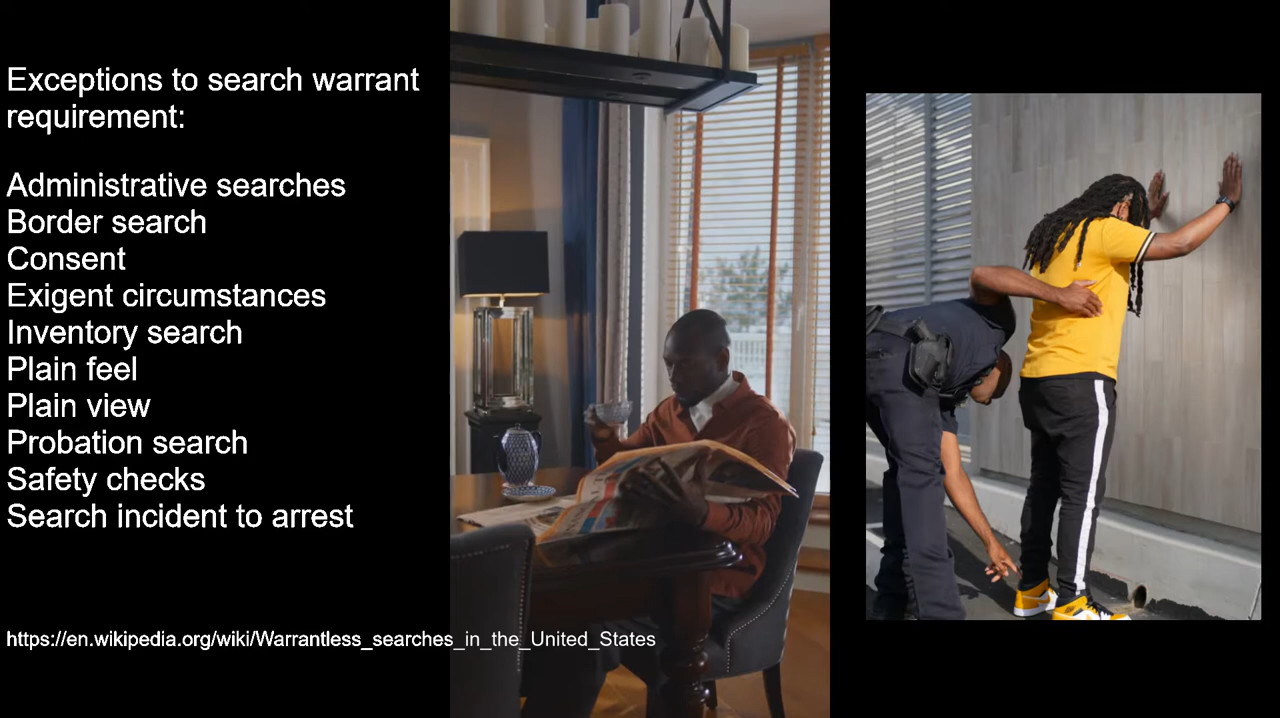 Exceptions to search warrant
requirement:
Administrative searches
Border search
Consent
Exigent circumstances
Inventory search
Plain feel
Plain view
Probation search
Safety checks
Search incident to arrest
https://en.wikipedia.org/wiki/Warrantless_searches_in_the_United_States